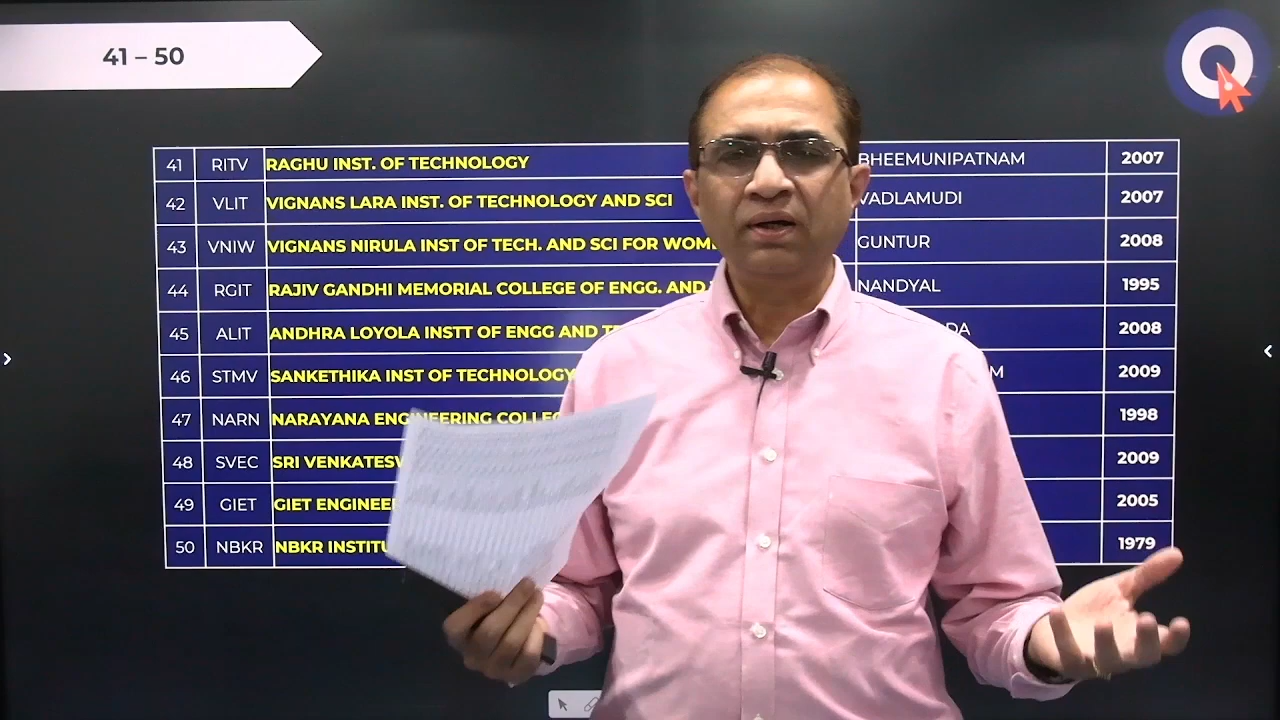 41 – 50
41 RITV RAGHU INST. OF TECHNOLOGY BHEEMUNIPATNAM 2007
42 VLIT VIGNANS LARA INST. OF TECHNOLOGY AND SCI VADLAMUDI 2007
43 VNIW VIGNANS NIRULA INST OF TECH. AND SCI FOR GUNTUR 2008
44 RGIT RAJIV GANDHI MEMORIAL COLLEGE OF ENGG. AND NANDYAL 1995
45 ALIT ANDHRA LOYOLA INSTT OF ENGG AND 2008
46 STMV SANKETHIKA INST OF TECHNOLOGY 2009
47 NARN NARAYANA ENGINEERING 1998
48 SVEC SRI 2009
49 GIET GIET 2005
50 NBKR NBKR 1979